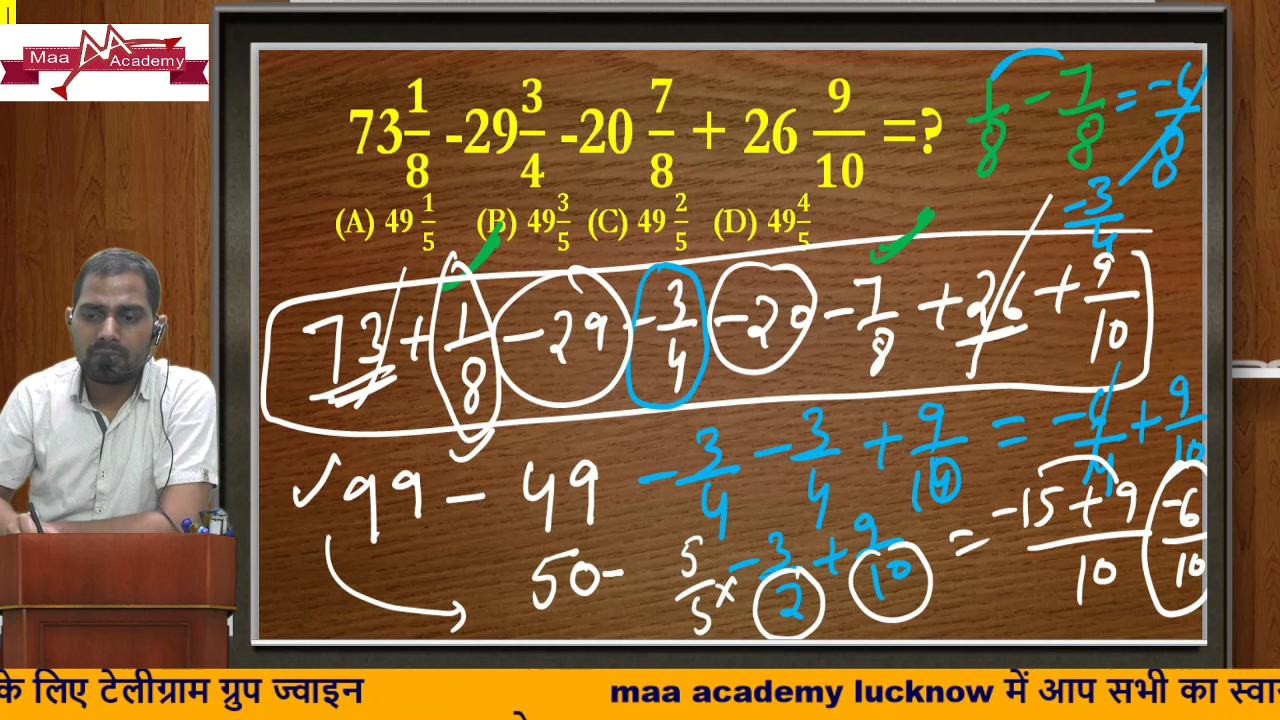 Maa Academy
73 1/8 -29 3/4 -20 7/8 + 26 9/10 =?
1/8 - 7/8 = -6/8
-3/4
(A) 49 1/5 (B) 49 3/5 (C) 49 2/5 (D) 49 4/5
73 + 1/8 -29 -3/4 -20 -7/8 +26 + 9/10
99 - 49 -3/4 -3/4 + 9/10 = -6/4 + 9/10
50- 5/5 x -3/2 + 9/10 = -15+9/10 -6/10
के लिए टेलीग्राम ग्रुप ज्वाइन maa academy lucknow में आप सभी का